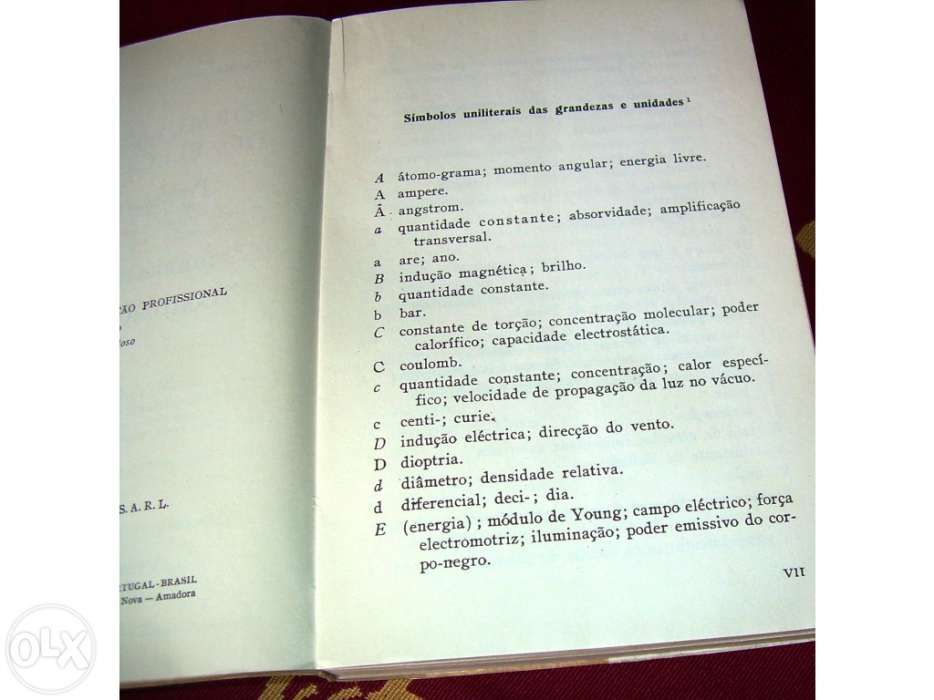 ÇÃO PROFISSIONAL
oso
S. A. R. L.
TUGAL-BRASIL
Nova — Amadora
Símbolos uniliterais das grandezas e unidades ¹
A átomo-grama; momento angular; energia livre.
A ampere.
Å angstrom.
a quantidade constante; absorvidade; amplificação
transversal.
a are; ano.
B indução magnética; brilho.
b quantidade constante.
b bar.
C constante de torção; concentração molecular; poder
calorífico; capacidade electrostática.
C coulomb.
c quantidade constante; concentração; calor especí-
fico; velocidade de propagação da luz no vácuo.
c centi-; curie.
D indução eléctrica; direcção do vento.
D dioptria.
d diâmetro; densidade relativa.
d diferencial; deci-; dia.
E (energia); módulo de Young; campo eléctrico; força
electromotriz; iluminação; poder emissivo do cor-
po-negro.
VII
OLX